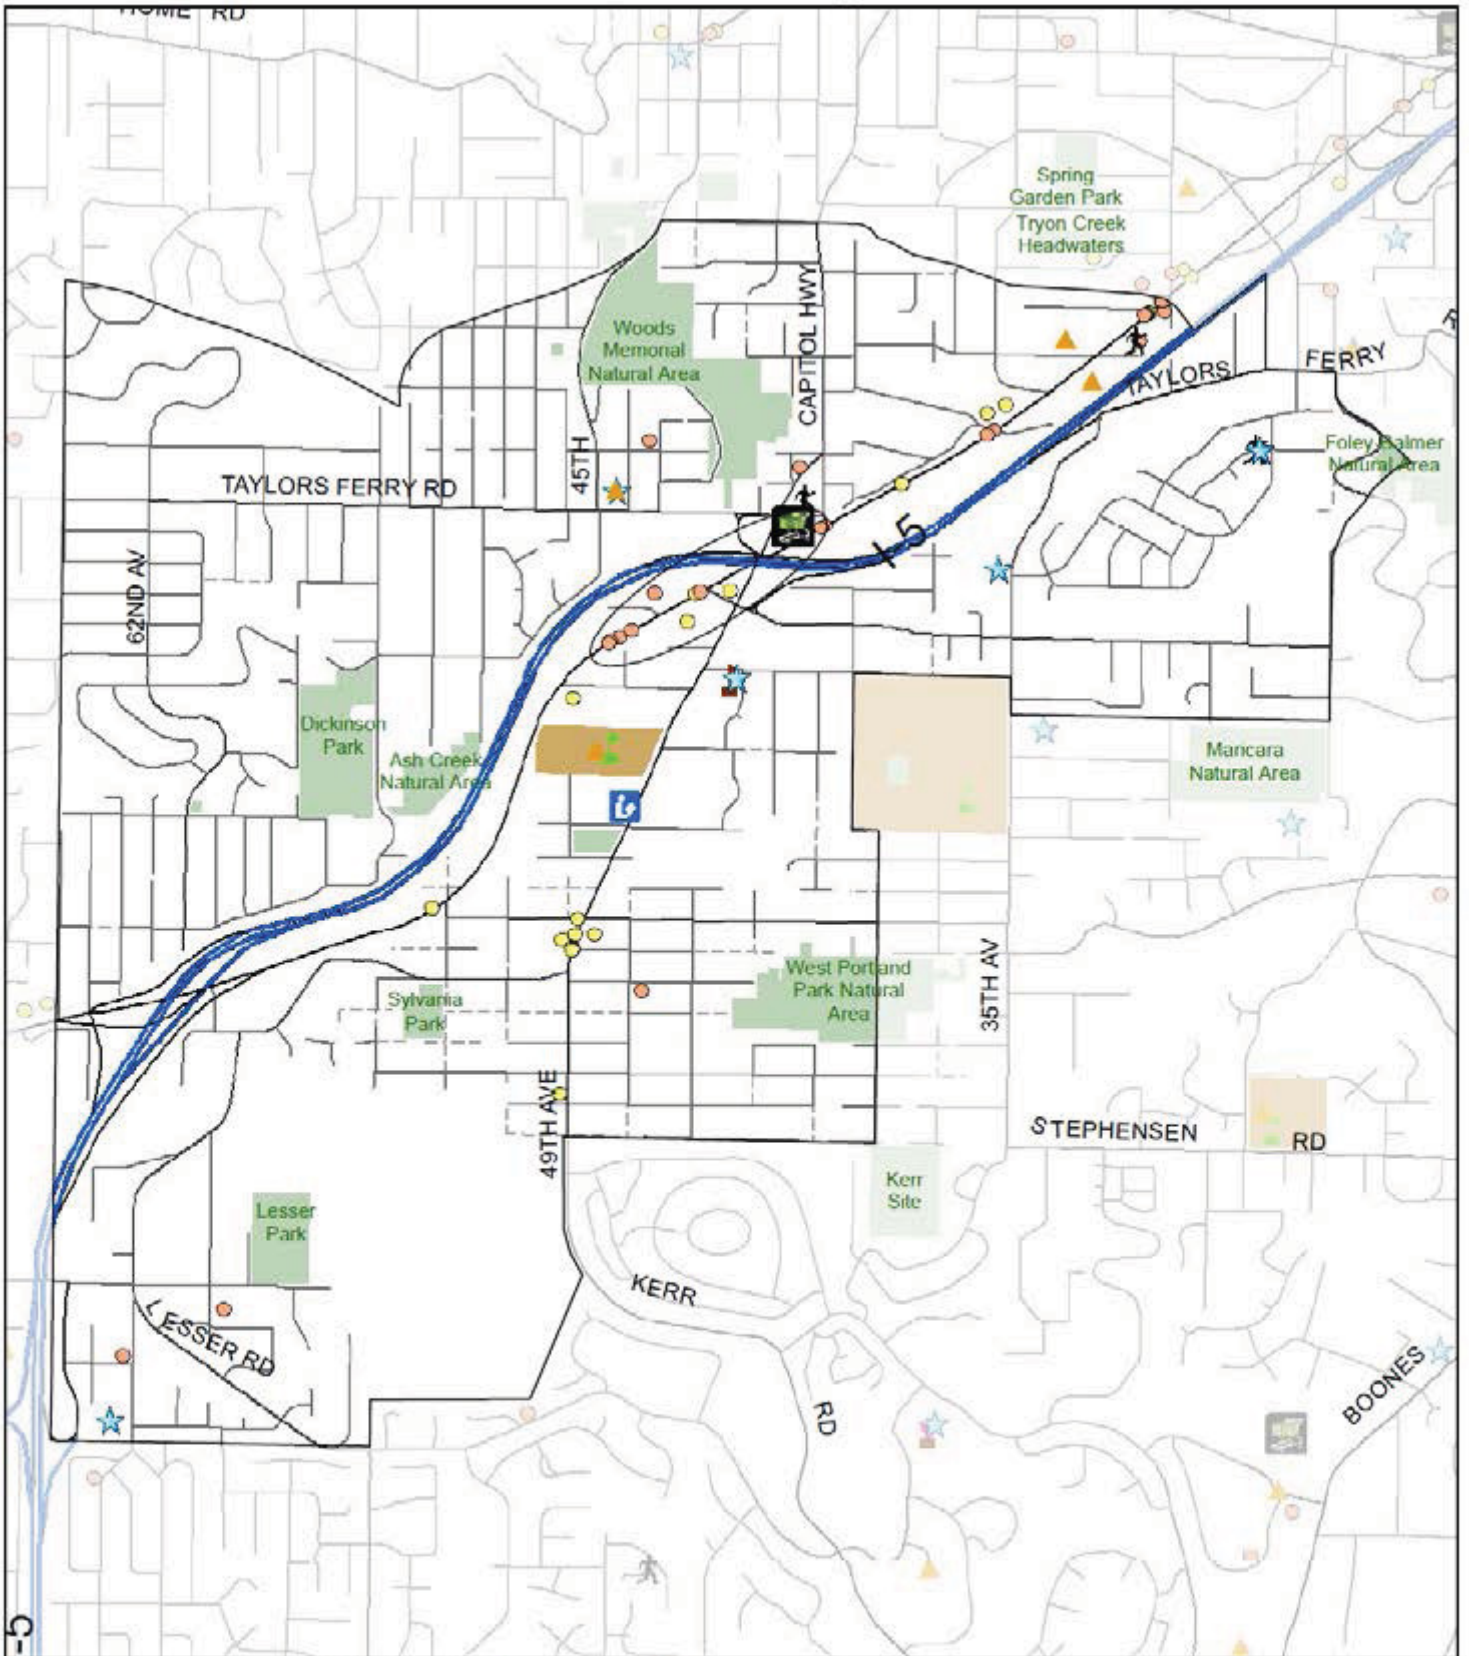 HOME RD
Spring
Garden Park
Tryon Creek
Headwaters
CAPITOL HWY
Woods
Memorial
Natural Area
TAYLORS FERRY
45TH
Foley Balmer
Natural Area
TAYLORS FERRY RD
I-5
62ND AV
Dickinson
Park
Ash Creek
Natural Area
Maricara
Natural Area
West Portland
Park Natural
Area
35TH AV
Sylvania
Park
49TH AVE
STEPHENSEN RD
Kerr
Site
Lesser
Park
KERR RD
LESSER RD
BOONES
-5